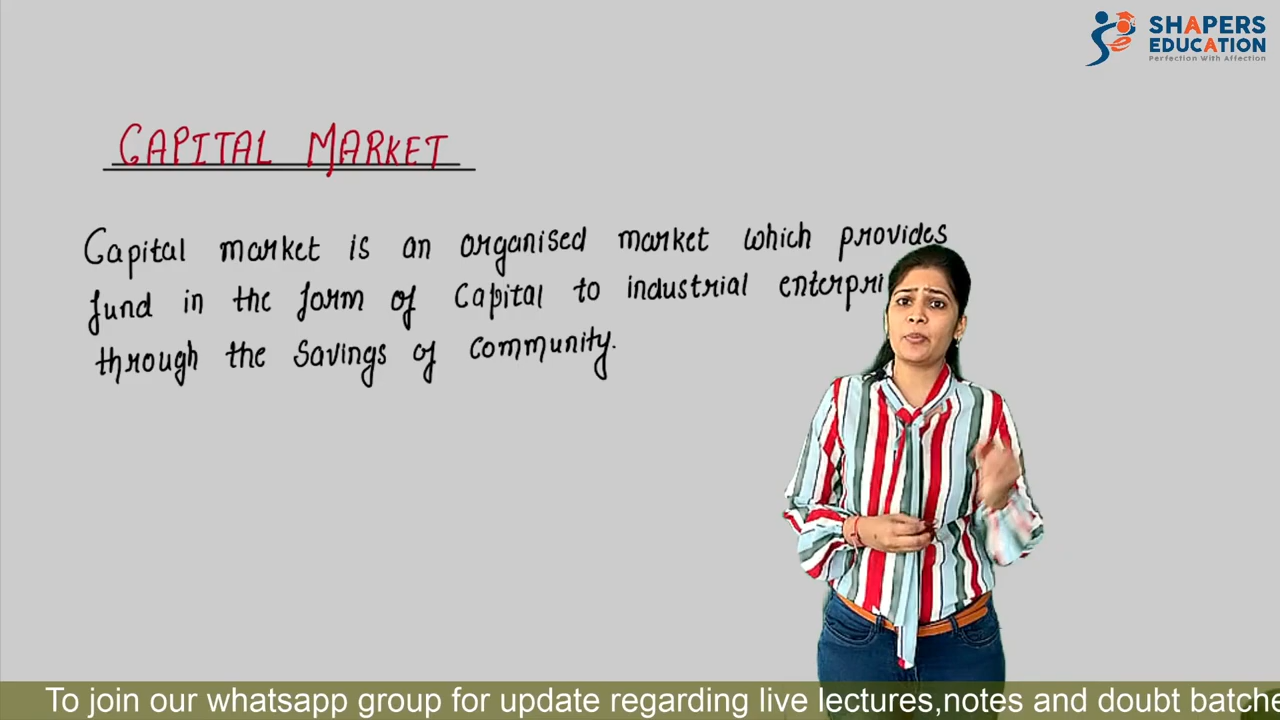 SHAPERS
EDUCATION
Perfection With Affection
CAPITAL MARKET
Capital market is an organised market which provides
fund in the form of Capital to industrial enterpri
through the Savings of community.
To join our whatsapp group for update regarding live lectures,notes and doubt batche